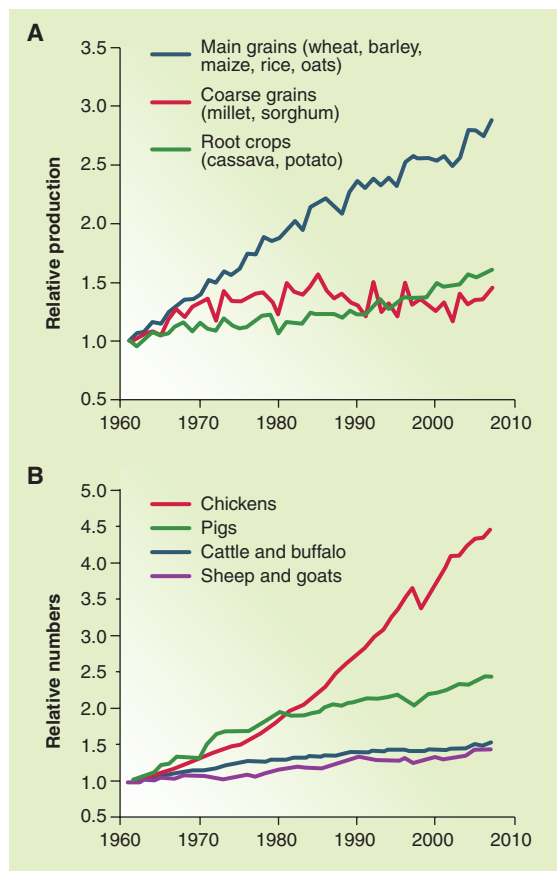 A
3.5
Main grains (wheat, barley,
maize, rice, oats)
3.0
Coarse grains
(millet, sorghum)
2.5
Root crops
(cassava, potato)
2.0
1.5
1.0
0.5
Relative production
1960 1970 1980 1990 2000 2010
B
5.0
Chickens
4.5
Pigs
4.0
Cattle and buffalo
3.5
Sheep and goats
3.0
2.5
2.0
1.5
1.0
0.5
Relative numbers
1960 1970 1980 1990 2000 2010